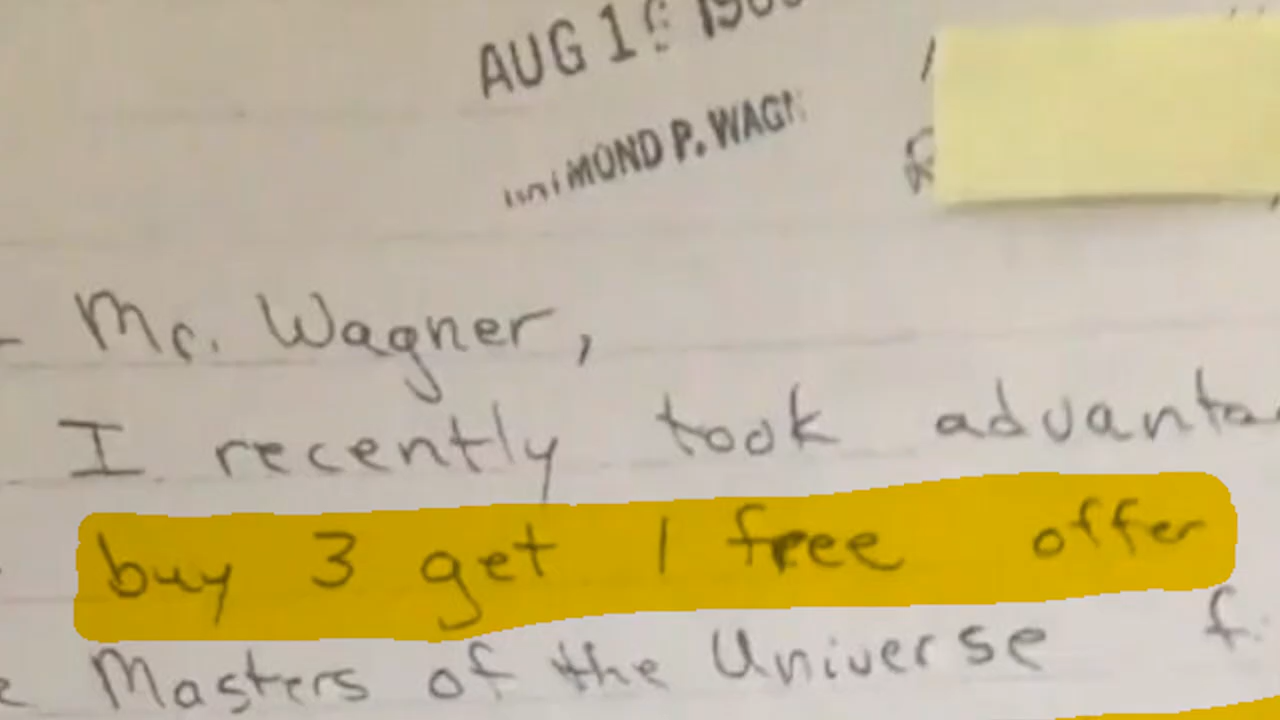 AUG 1
MOND P. WAG
Mr. Wagner,
I recently took advanta
buy 3 get 1 free offer
Masters of the Universe f